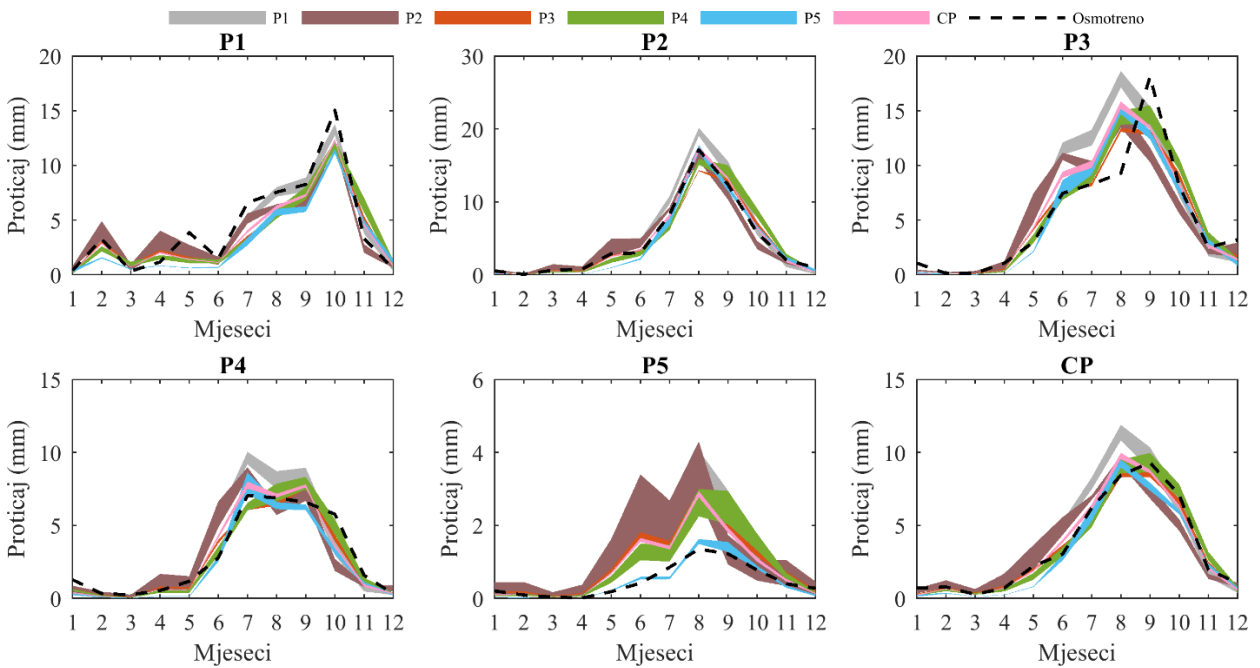 P1 P2 P3 P4 P5 CP Osmotreno
P1 P2 P3
20 30 20
15 20 15
10 10 10
5 5
0 0 0
Proticaj (mm) Proticaj (mm) Proticaj (mm)
1 2 3 4 5 6 7 8 9 10 11 12 1 2 3 4 5 6 7 8 9 10 11 12 1 2 3 4 5 6 7 8 9 10 11 12
Mjeseci Mjeseci Mjeseci
P4 P5 CP
15 6 15
10 4 10
5 2 5
0 0 0
Proticaj (mm) Proticaj (mm) Proticaj (mm)
1 2 3 4 5 6 7 8 9 10 11 12 1 2 3 4 5 6 7 8 9 10 11 12 1 2 3 4 5 6 7 8 9 10 11 12
Mjeseci Mjeseci Mjeseci